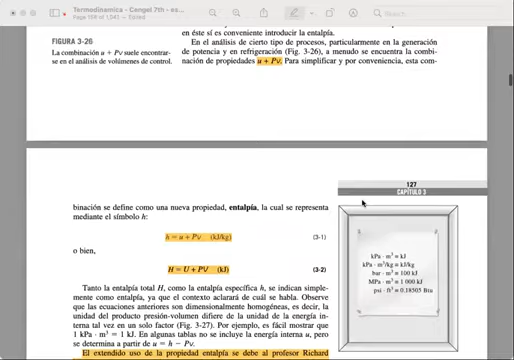 Termodinamica - Cengel 7th - es...
Page 159 of 1,041 — Edited
Search
en éste sí es conveniente introducir la entalpía.
FIGURA 3-26
La combinación u + Pv suele encontrar-
se en el análisis de volúmenes de control.
En el análisis de cierto tipo de procesos, particularmente en la generación
de potencia y en refrigeración (Fig. 3-26), a menudo se encuentra la combi-
nación de propiedades u + Pv. Para simplificar y por conveniencia, esta com-
127
CAPÍTULO 3
binación se define como una nueva propiedad, entalpía, la cual se representa
mediante el símbolo h:
h = u + Pv (kJ/kg) (3-1)
o bien,
H = U + PV (kJ) (3-2)
Tanto la entalpía total H, como la entalpía específica h, se indican simple-
mente como entalpía, ya que el contexto aclarará de cuál se habla. Observe
que las ecuaciones anteriores son dimensionalmente homogéneas, es decir, la
unidad del producto presión-volumen difiere de la unidad de la energía in-
terna tal vez en un solo factor (Fig. 3-27). Por ejemplo, es fácil mostrar que
1 kPa · m³ = 1 kJ. En algunas tablas no se incluye la energía interna u, pero
se determina a partir de u = h − Pv.
El extendido uso de la propiedad entalpía se debe al profesor Richard
kPa · m³ ≡ kJ
kPa · m³/kg ≡ kJ/kg
bar · m³ ≡ 100 kJ
MPa · m³ ≡ 1 000 kJ
psi · ft³ ≡ 0.18505 Btu